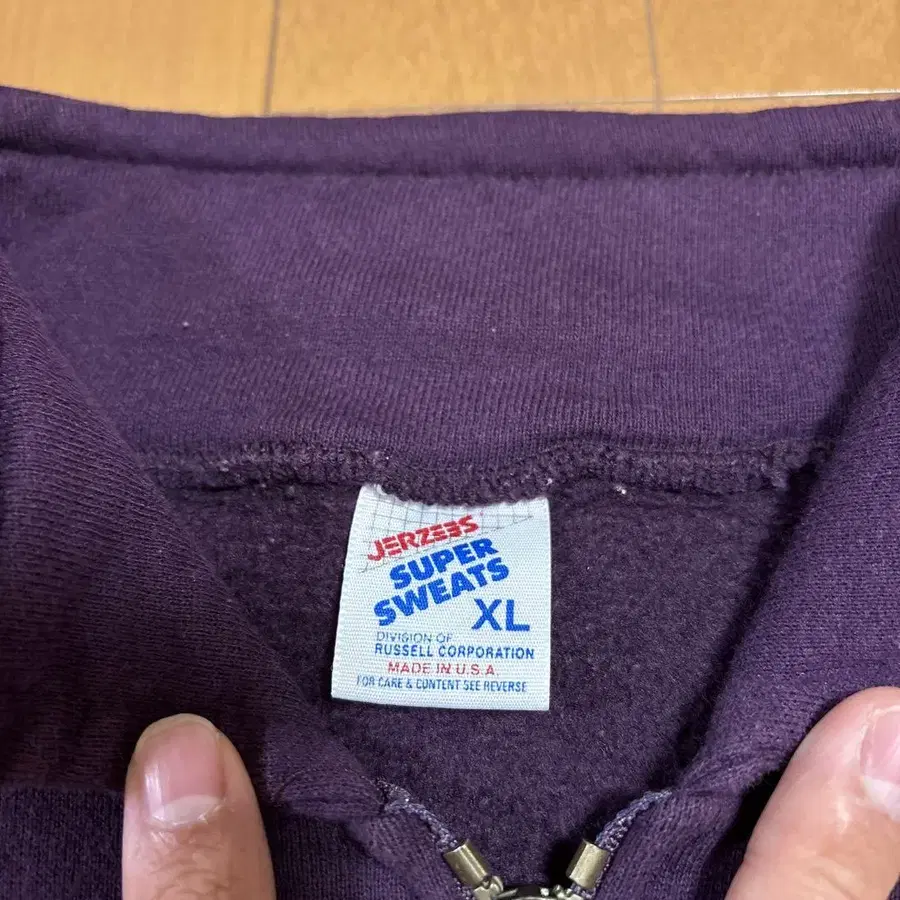 JERZEES
SUPER
SWEATS
XL
DIVISION OF
RUSSELL CORPORATION
MADE IN U.S.A.
FOR CARE & CONTENT SEE REVERSE